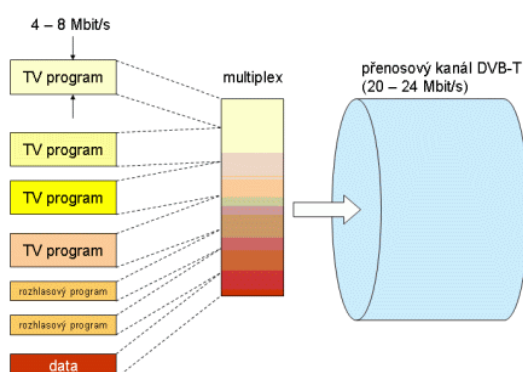 4 – 8 Mbit/s
TV program
TV program
TV program
TV program
rozhlasový program
rozhlasový program
data
multiplex
přenosový kanál DVB-T
(20 – 24 Mbit/s)